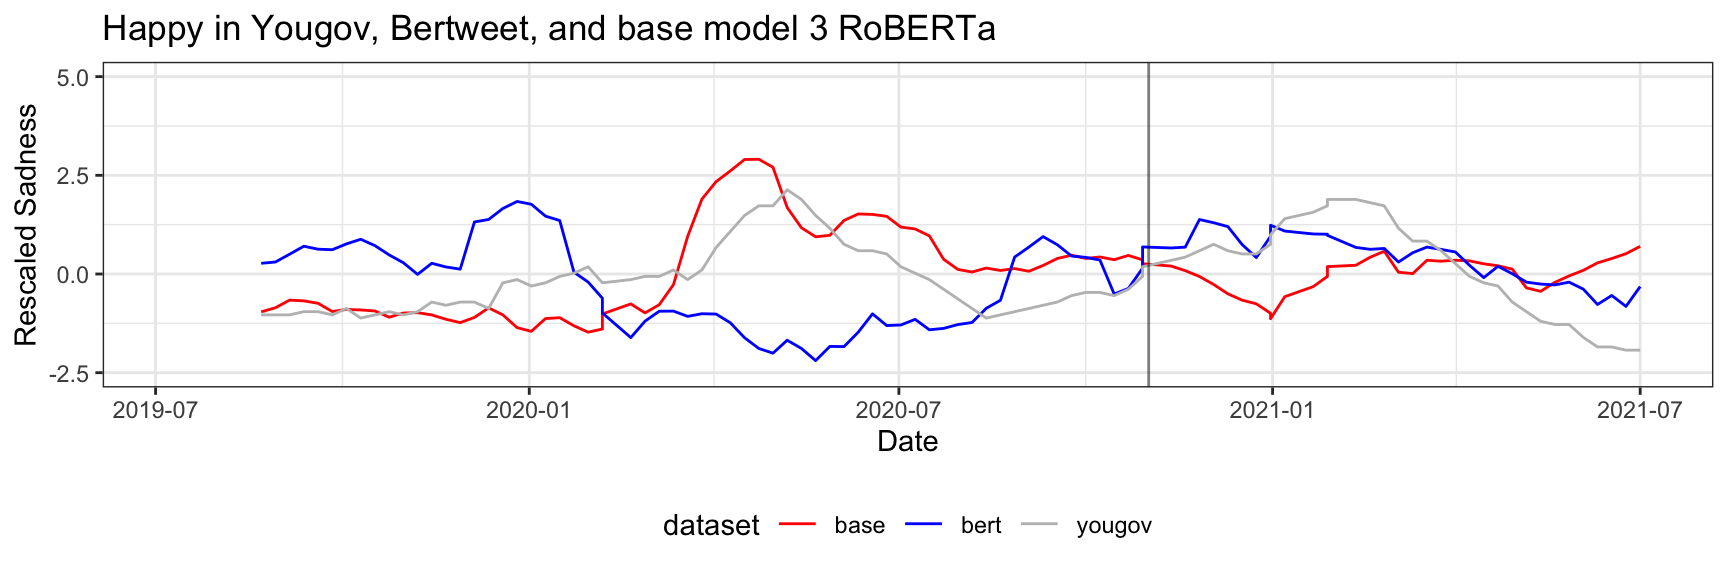 Happy in Yougov, Bertweet, and base model 3 RoBERTa
Rescaled Sadness
5.0
2.5
0.0
-2.5
2019-07 2020-01 2020-07 2021-01 2021-07
Date
dataset base bert yougov